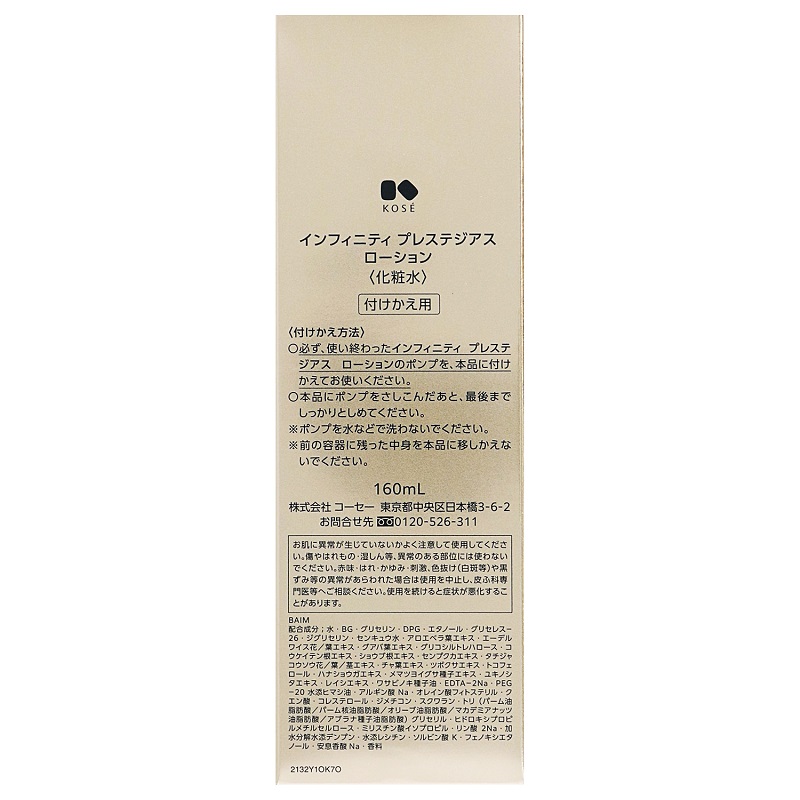 KOSÉ
インフィニティ プレステジアス
ローション
〈化粧水〉
付けかえ用
〈付けかえ方法〉
○必ず、使い終わったインフィニティ プレステ
ジアス ローションのポンプを、本品に付け
かえてお使いください。
○本品にポンプをさしこんだあと、最後まで
しっかりとしめてください。
※ポンプを水などで洗わないでください。
※前の容器に残った中身を本品に移しかえな
いでください。
160mL
株式会社 コーセー 東京都中央区日本橋3-6-2
お問合せ先 0120-526-311
お肌に異常が生じていないかよく注意して使用してくださ
い。傷やはれもの・湿しん等、異常のある部位には使わない
でください。赤味・はれ・かゆみ・刺激、色抜け(白斑等)や黒
ずみ等の異常があらわれた場合は使用を中止し、皮ふ科専
門医等へご相談ください。使用を続けると症状が悪化するこ
とがあります。
BAIM
配合成分;水・BG・グリセリン・DPG・エタノール・グリセレス-
26・ジグリセリン・センキュウ水・アロエベラ葉エキス・エーデル
ワイス花/葉エキス・グアバ葉エキス・グリコシルトレハロース・コ
ウケイテン根エキス・ショウブ根エキス・センプクカエキス・タチジャ
コウソウ花/葉/茎エキス・チャ葉エキス・ツボクサエキス・トコフェ
ロール・ハナショウガエキス・メマツヨイグサ種子エキス・ユキノシ
タエキス・レイシエキス・ワサビノキ種子油・EDTA-2Na・PEG
-20 水添ヒマシ油・アルギン酸 Na・オレイン酸フィトステリル・ク
エン酸・コレステロール・ジメチコン・スクワラン・トリ(パーム油
脂肪酸/パーム核油脂肪酸/オリーブ油脂肪酸/マカデミアナッツ
油脂肪酸/アブラナ種子油脂肪酸)グリセリル・ヒドロキシプロピ
ルメチルセルロース・ミリスチン酸イソプロピル・リン酸 2Na・加
水分解水添デンプン・水添レシチン・ソルビン酸 K・フェノキシエタ
ノール・安息香酸 Na・香料
2132Y1OK7O